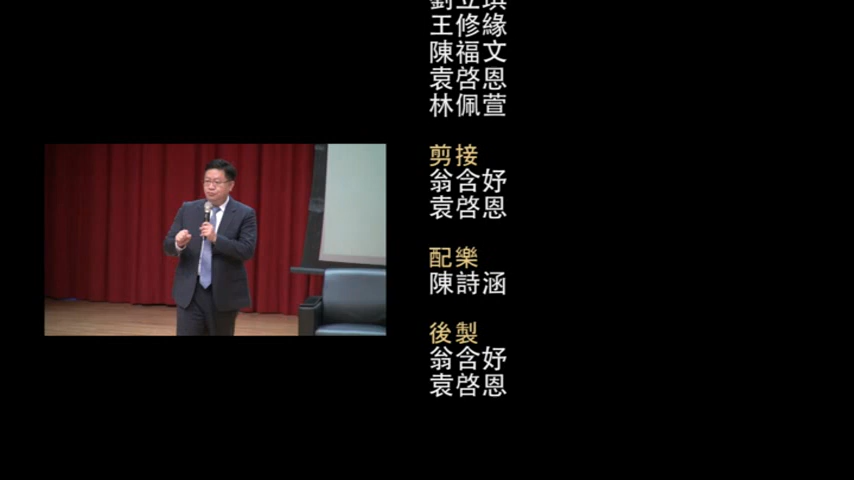 王修緣
陳福文
袁啓恩
林佩萱
剪接
翁含妤
袁啓恩
配樂
陳詩涵
後製
翁含妤
袁啓恩